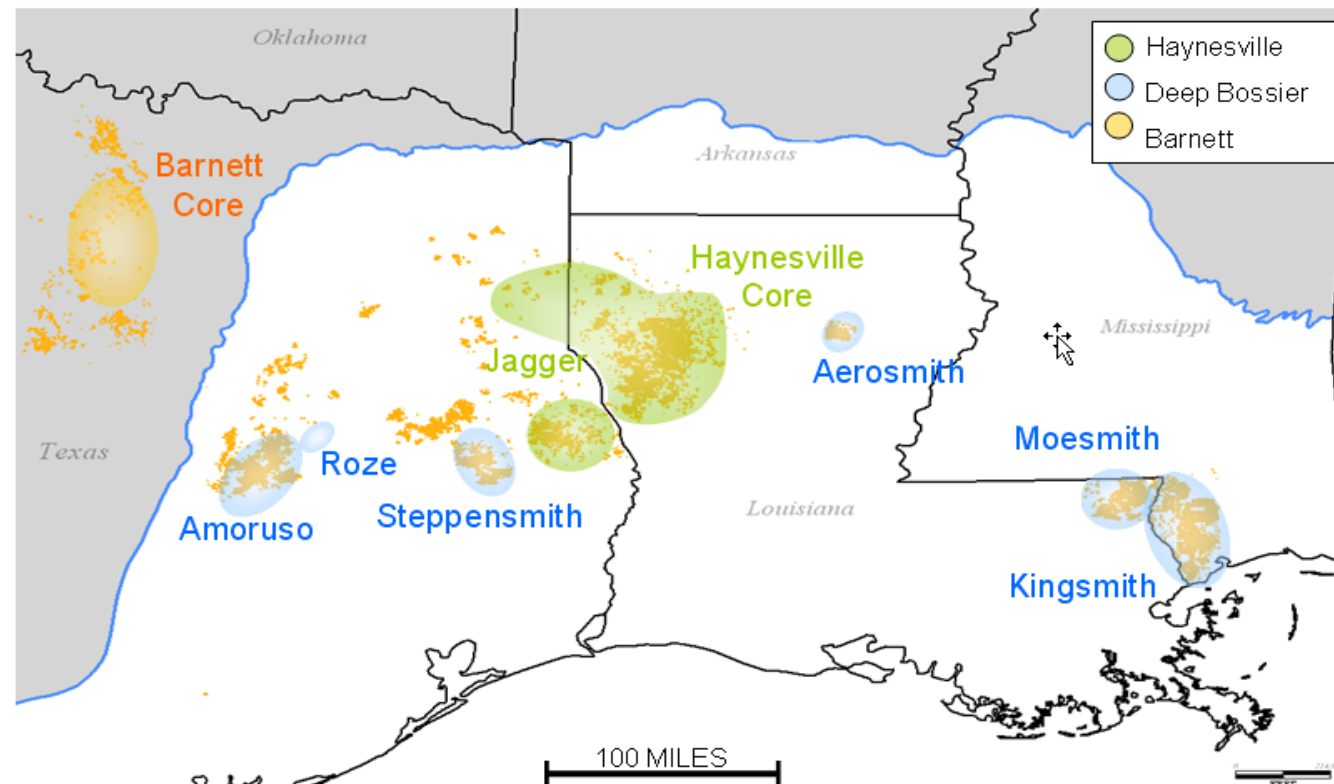 Oklahoma
Haynesville
Deep Bossier
Barnett
Barnett
Core
Arkansas
Haynesville
Core
Mississippi
Jagger
Aerosmith
Texas
Roze
Moesmith
Amoruso
Steppensmith
Louisiana
Kingsmith
100 MILES
0